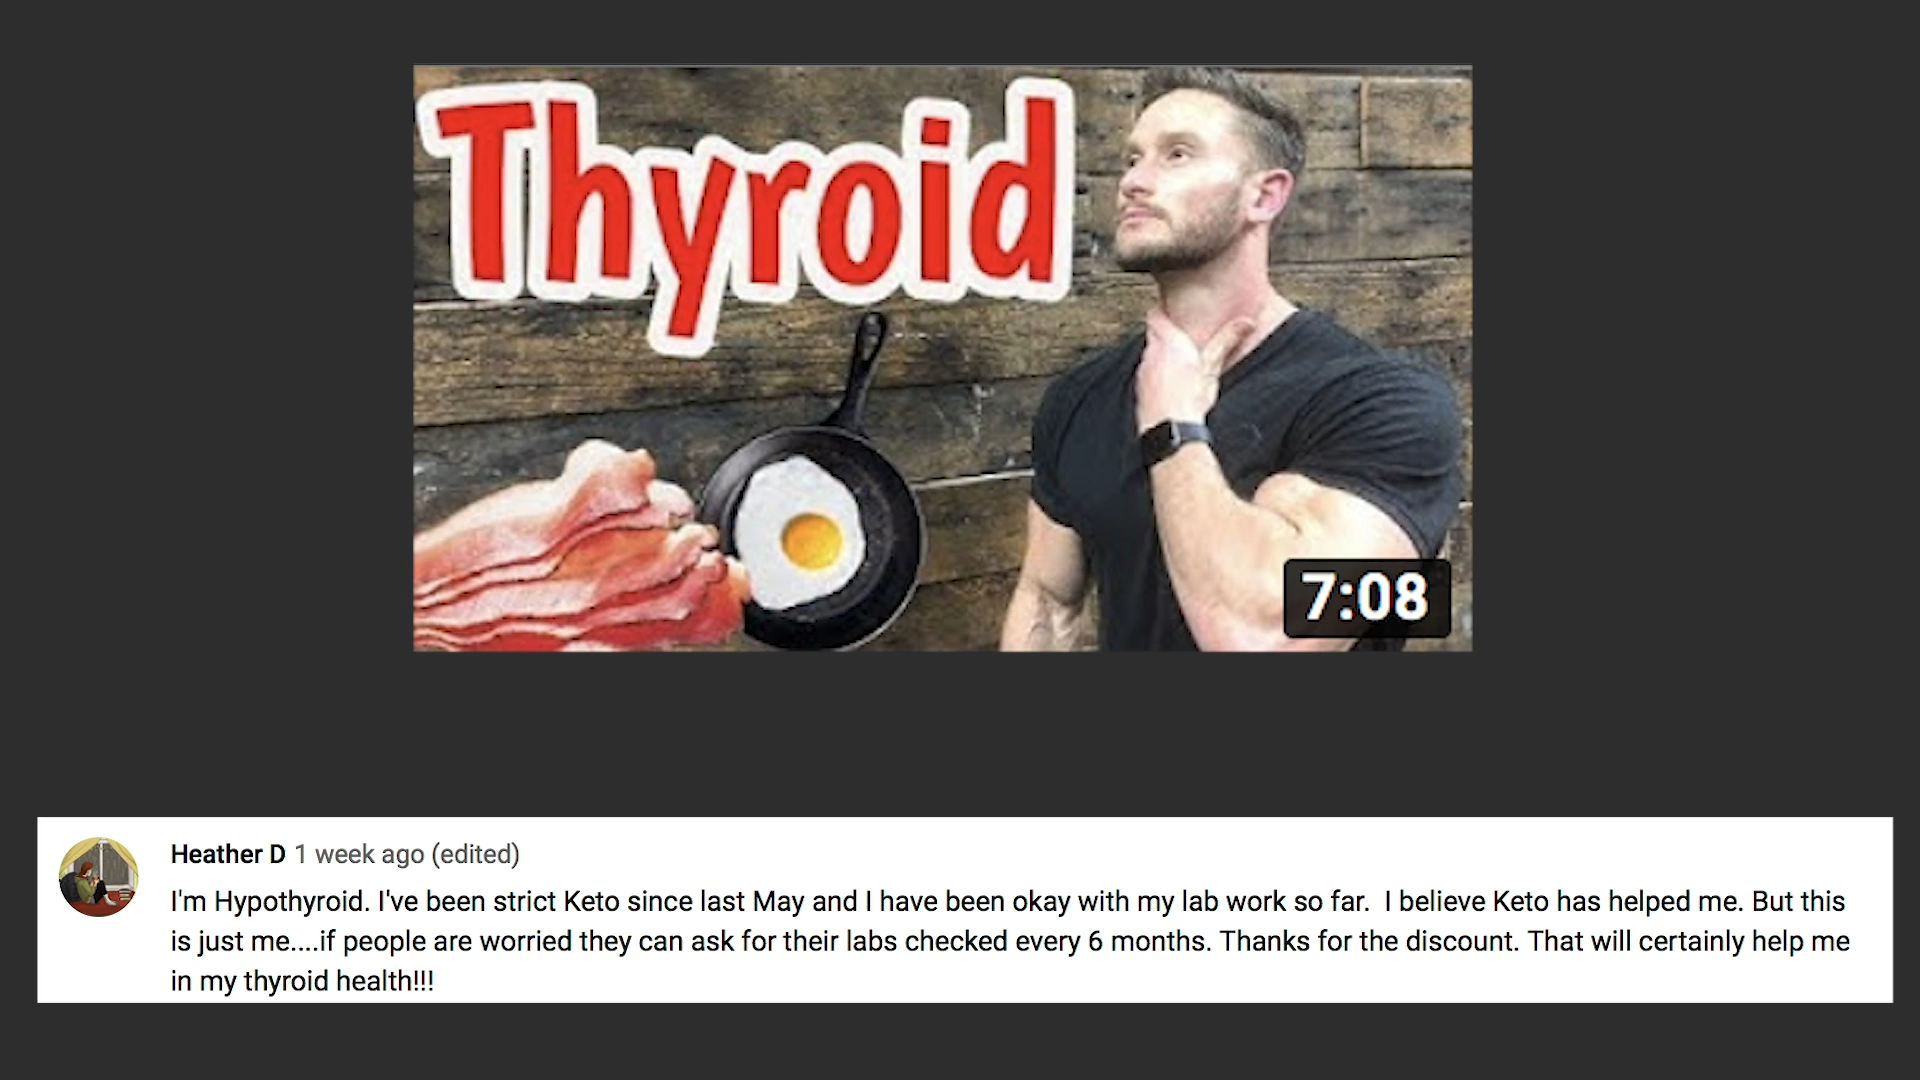 Thyroid
7:08
Heather D 1 week ago (edited)
I'm Hypothyroid. I've been strict Keto since last May and I have been okay with my lab work so far.  I believe Keto has helped me. But this
is just me....if people are worried they can ask for their labs checked every 6 months. Thanks for the discount. That will certainly help me
in my thyroid health!!!